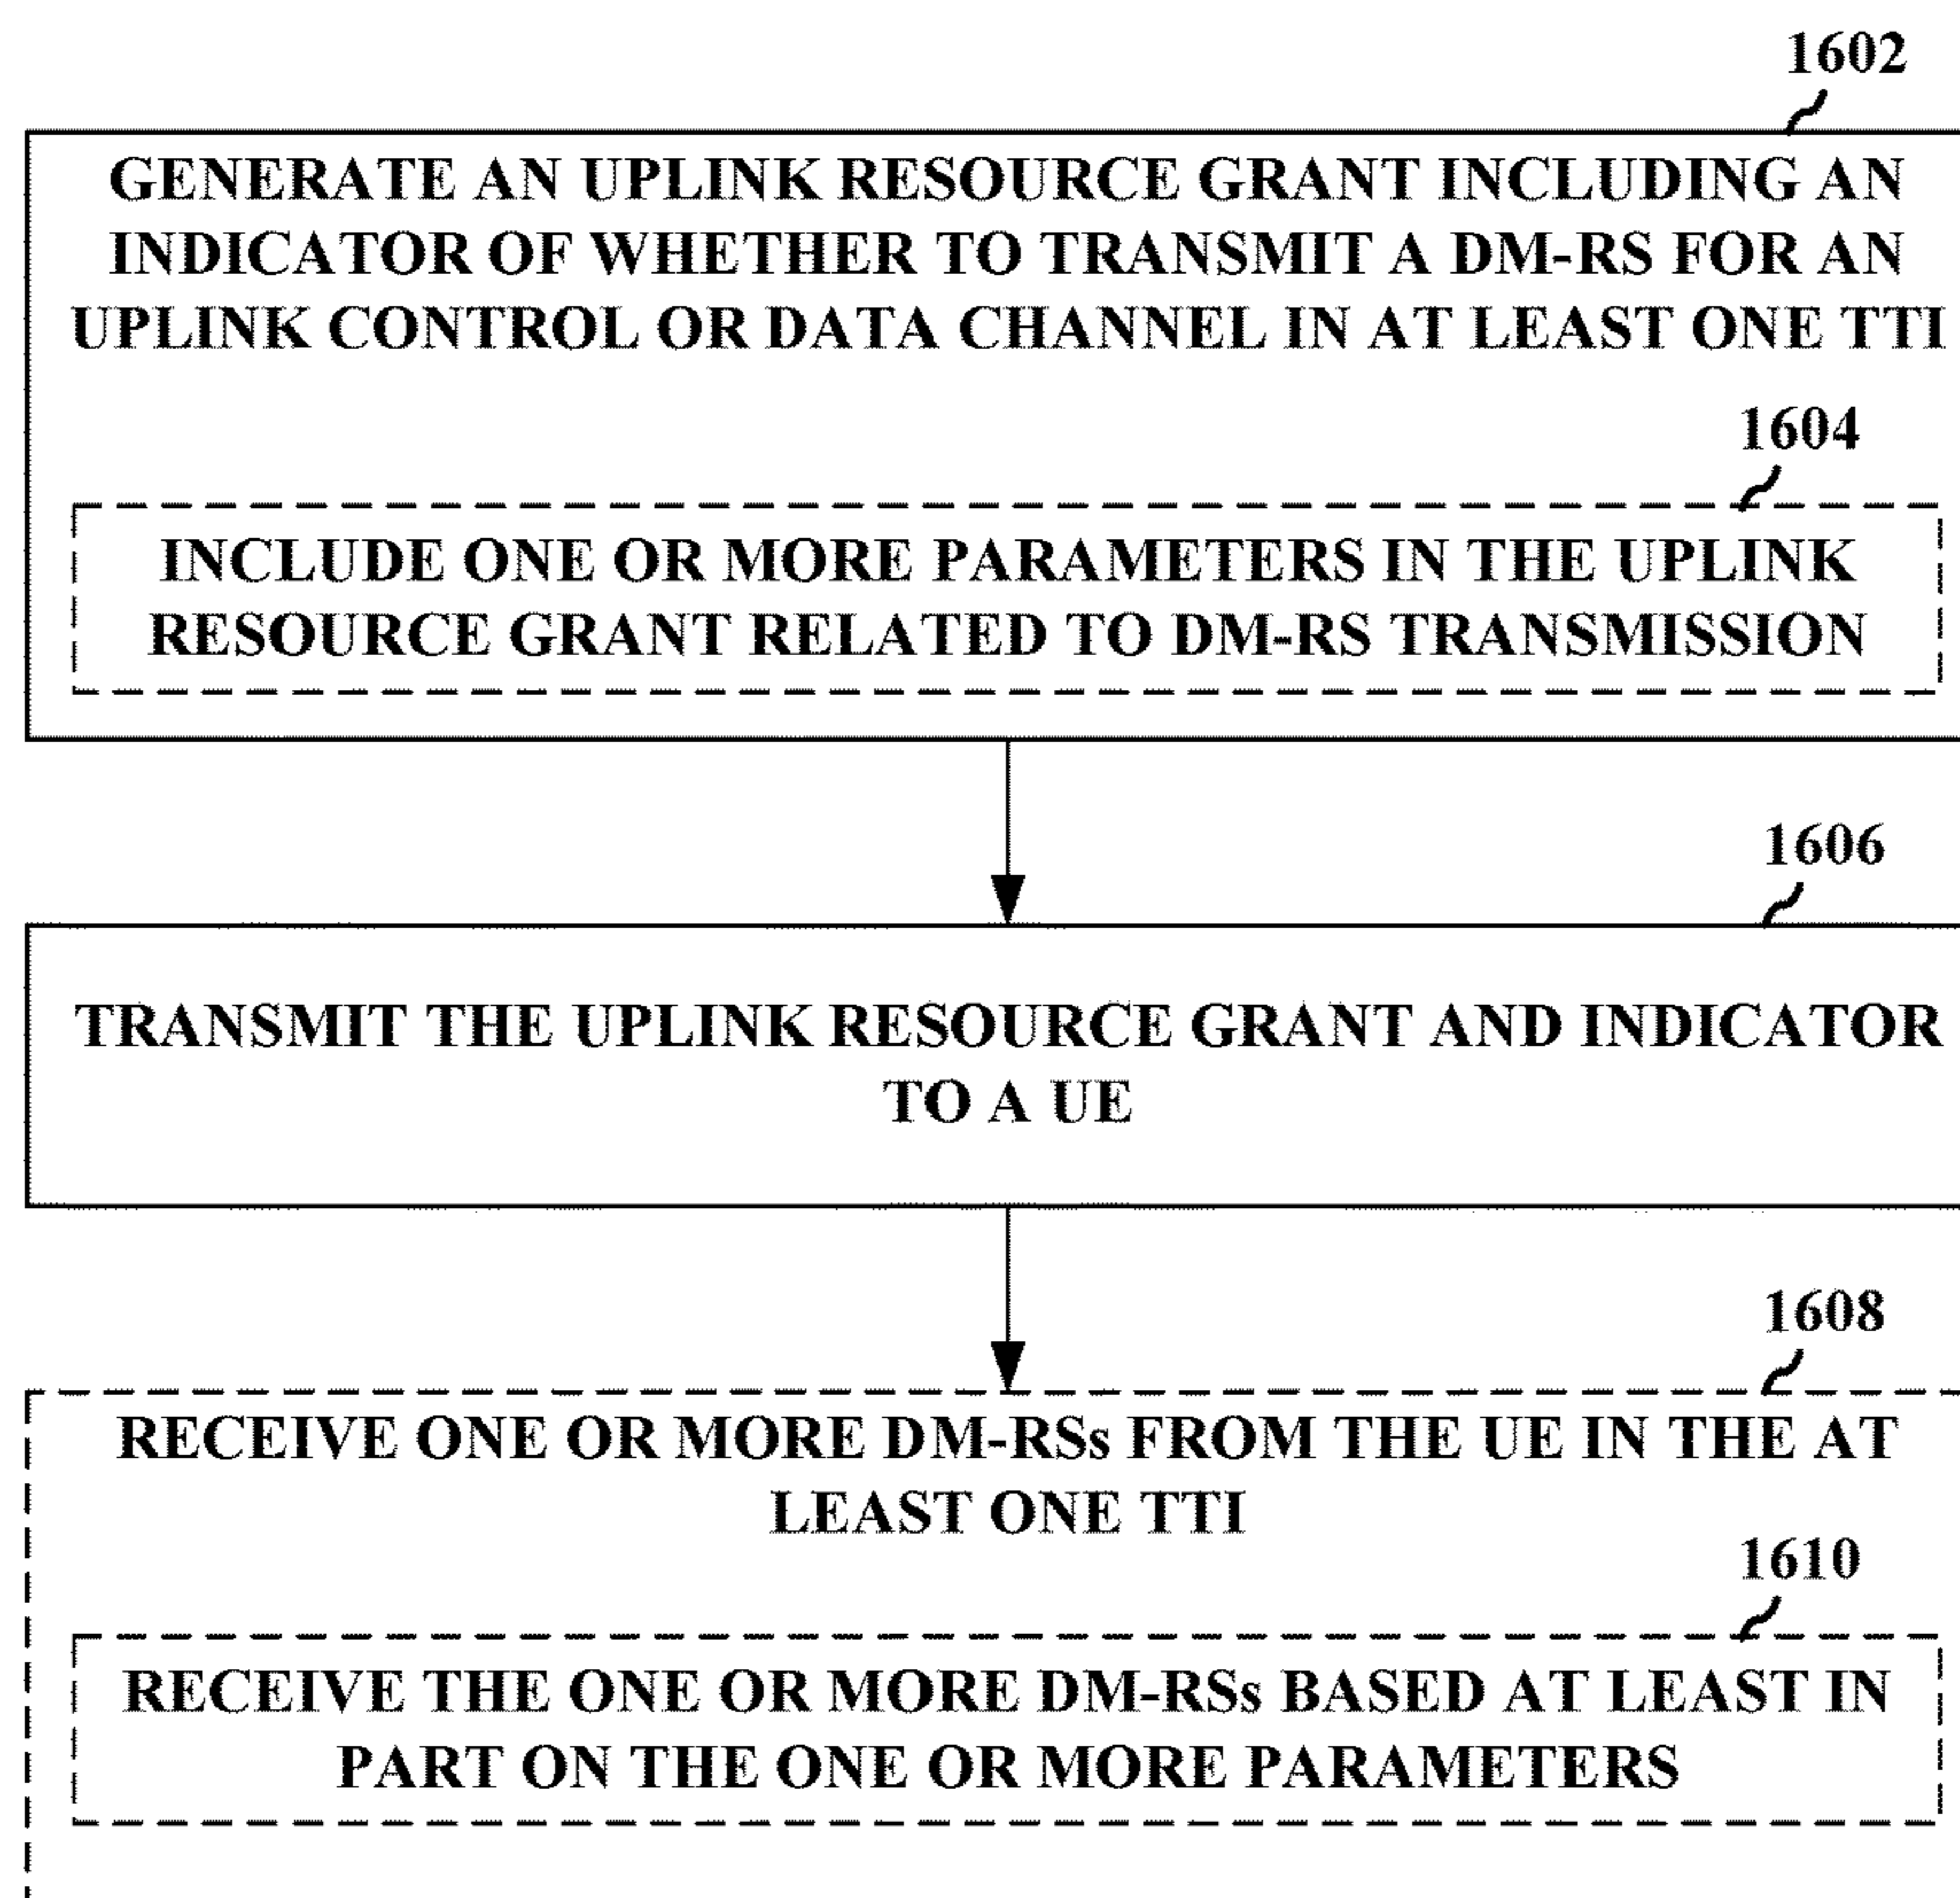 1602
GENERATE AN UPLINK RESOURCE GRANT INCLUDING AN
INDICATOR OF WHETHER TO TRANSMIT A DM-RS FOR AN
UPLINK CONTROL OR DATA CHANNEL IN AT LEAST ONE TTI
1604
INCLUDE ONE OR MORE PARAMETERS IN THE UPLINK
RESOURCE GRANT RELATED TO DM-RS TRANSMISSION
1606
TRANSMIT THE UPLINK RESOURCE GRANT AND INDICATOR
TO A UE
1608
RECEIVE ONE OR MORE DM-RSs FROM THE UE IN THE AT
LEAST ONE TTI
1610
RECEIVE THE ONE OR MORE DM-RSs BASED AT LEAST IN
PART ON THE ONE OR MORE PARAMETERS